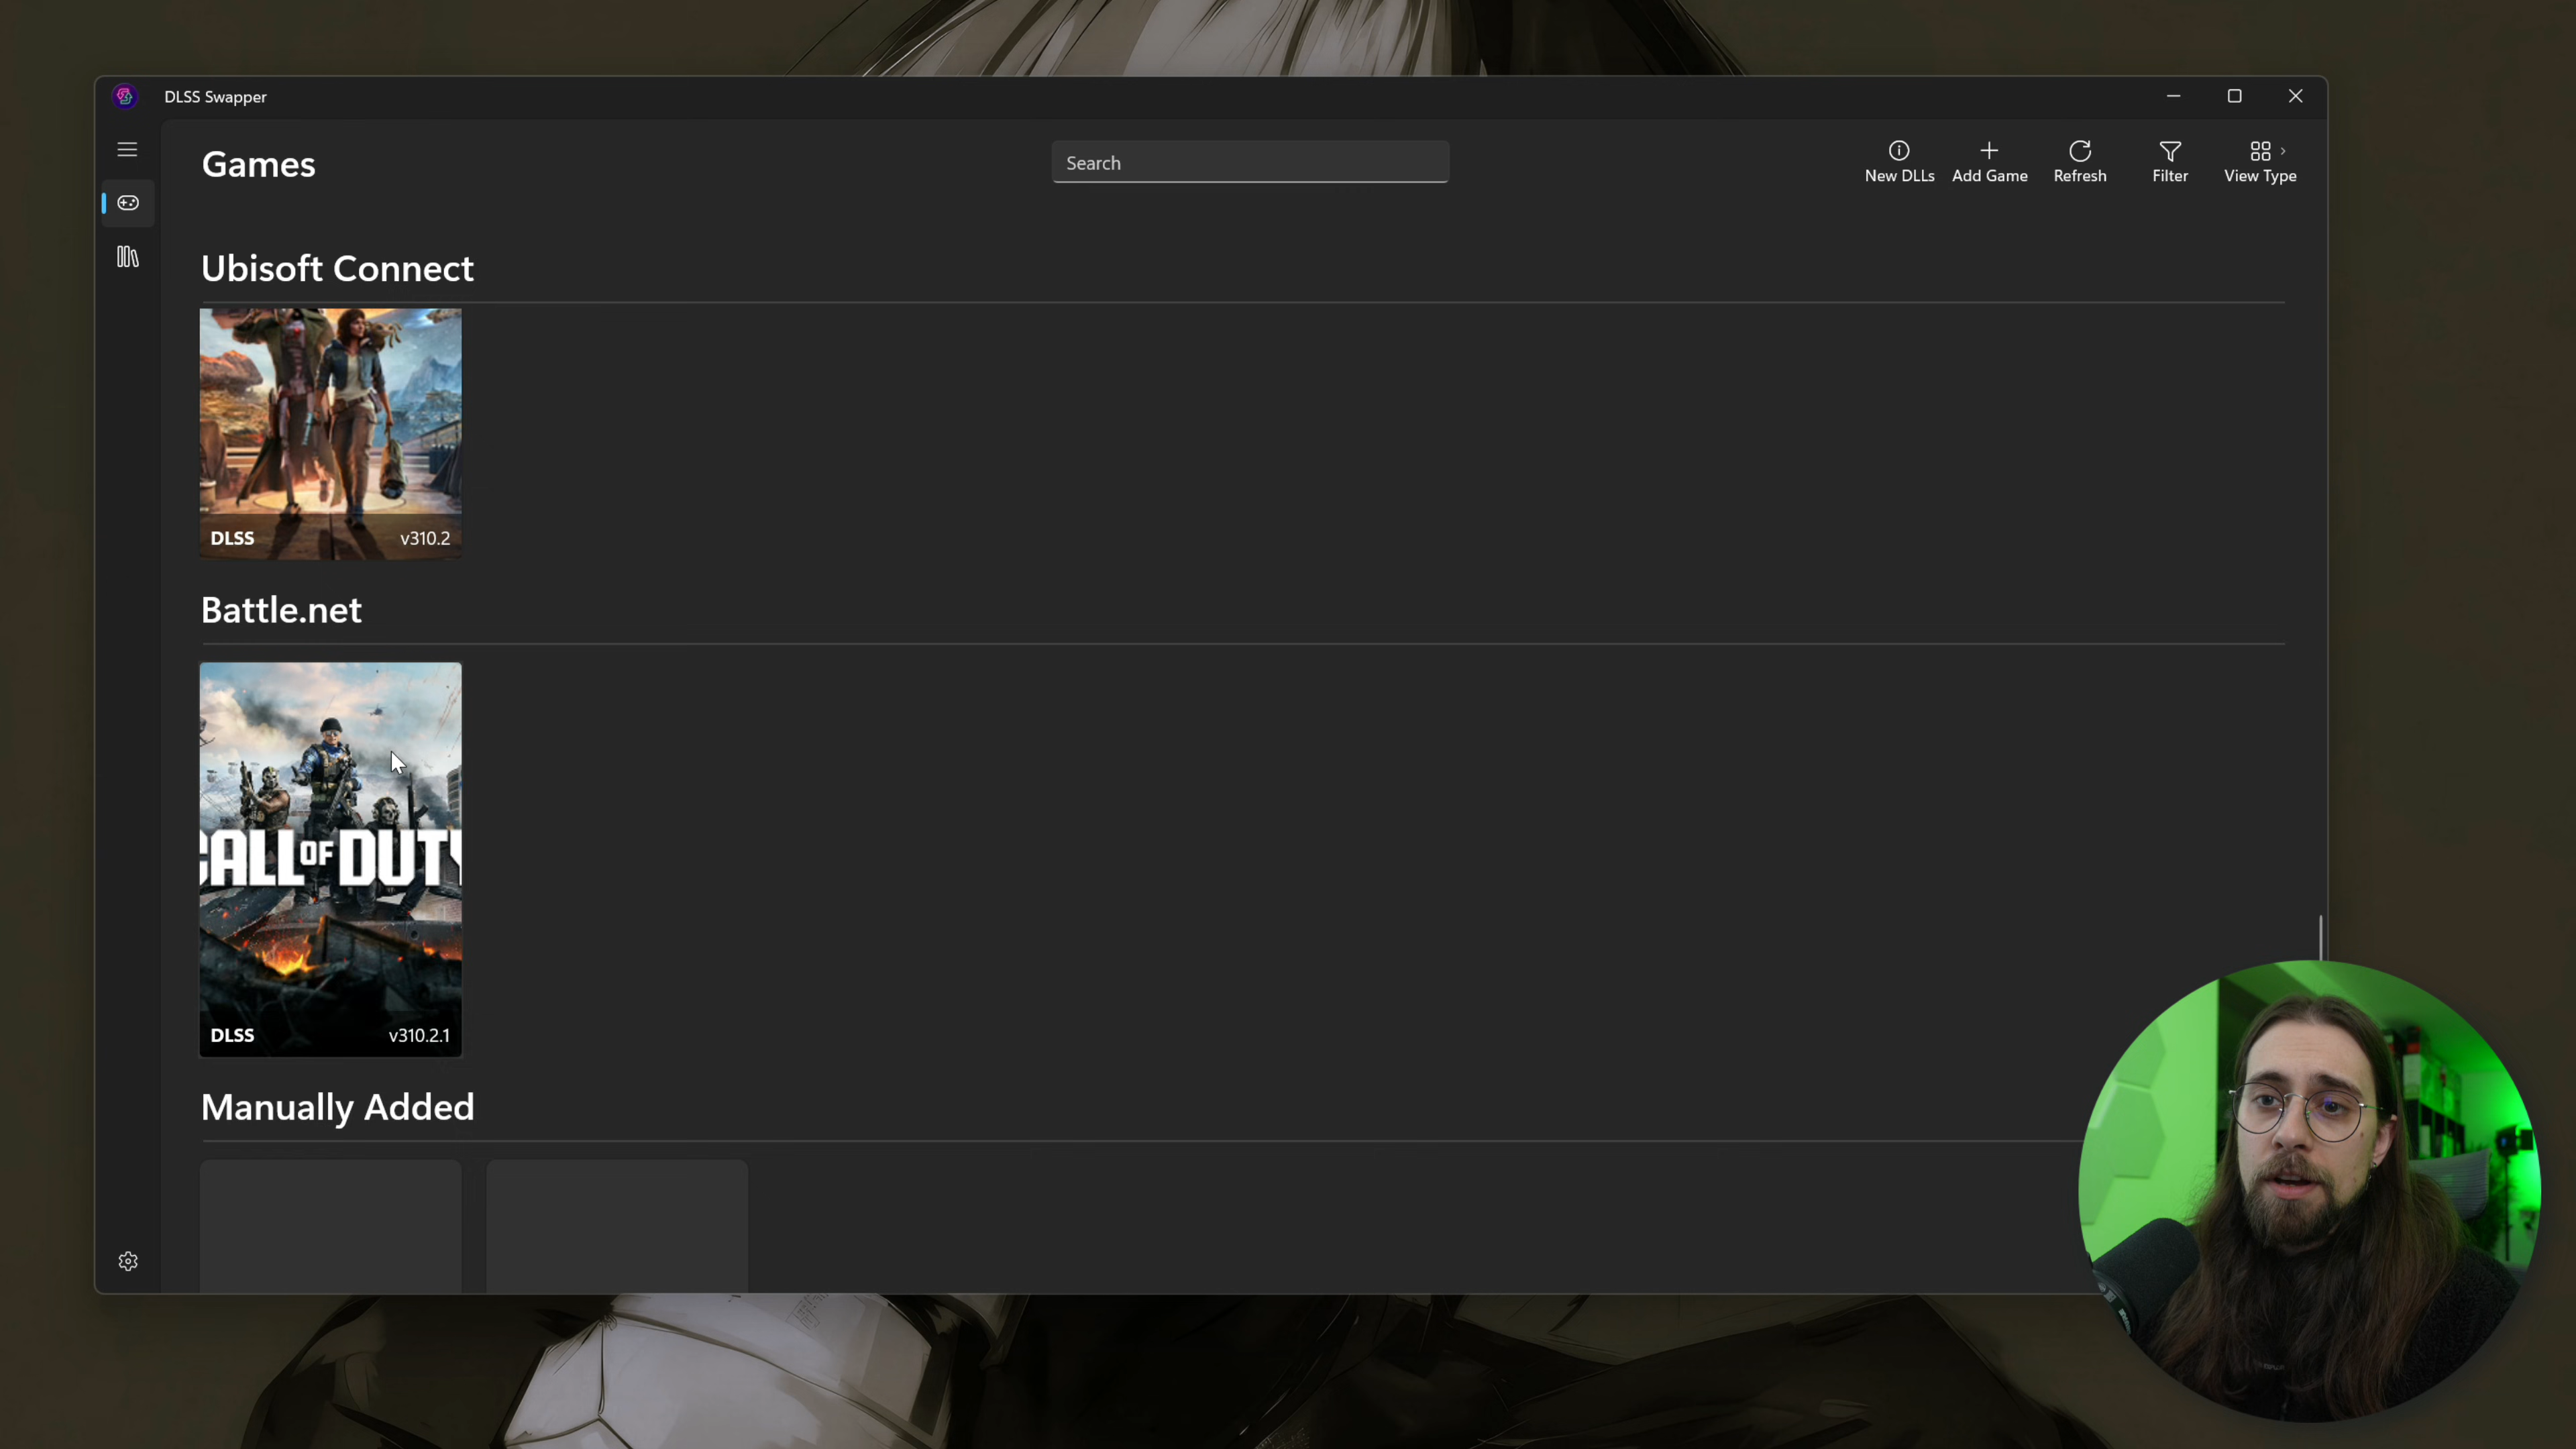 DLSS Swapper
Games
Search
New DLLs
Add Game
Refresh
Filter
View Type
Ubisoft Connect
DLSS v310.2
Battle.net
CALL OF DUTY
DLSS v310.2.1
Manually Added